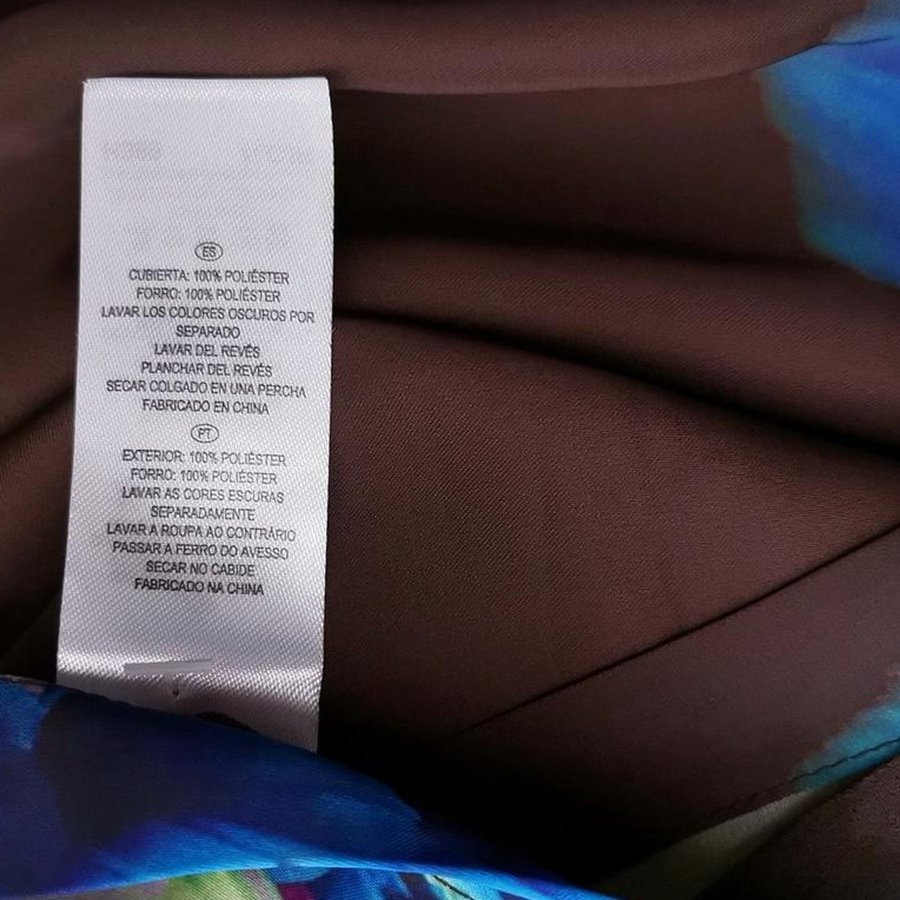 ES
CUBIERTA: 100% POLIÉSTER
FORRO: 100% POLIÉSTER
LAVAR LOS COLORES OSCUROS POR
SEPARADO
LAVAR DEL REVÉS
PLANCHAR DEL REVÉS
SECAR COLGADO EN UNA PERCHA
FABRICADO EN CHINA
PT
EXTERIOR: 100% POLIÉSTER
FORRO: 100% POLIÉSTER
LAVAR AS CORES ESCURAS
SEPARADAMENTE
LAVAR A ROUPA AO CONTRÁRIO
PASSAR A FERRO DO AVESSO
SECAR NO CABIDE
FABRICADO NA CHINA